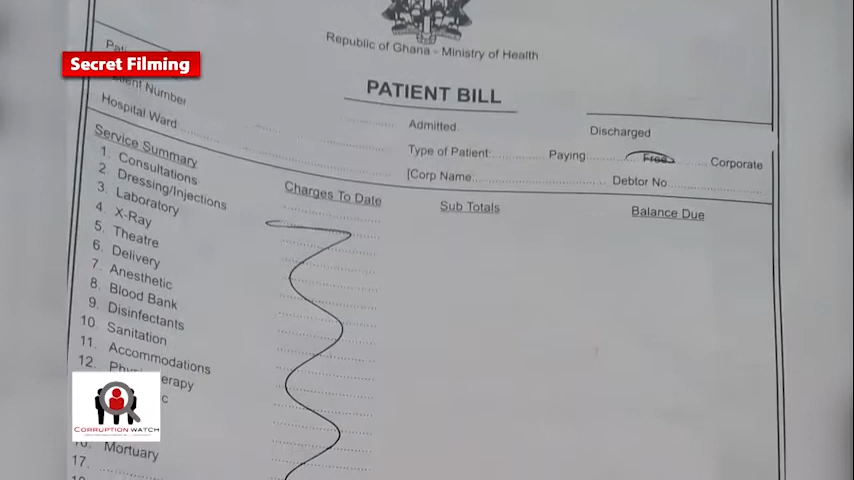 Republic of Ghana - Ministry of Health
Secret Filming
PATIENT BILL
Patient Number
Hospital Ward
Admitted
Discharged
Type of Patient: Paying Free Corporate
[Corp Name: Debtor No.
Service Summary
Charges To Date
Sub Totals
Balance Due
1. Consultations
2. Dressing/Injections
3. Laboratory
4. X-Ray
5. Theatre
6. Delivery
7. Anesthetic
8. Blood Bank
9. Disinfectants
10. Sanitation
11. Accommodations
12.
CORRUPTION WATCH
16. Mortuary
17.